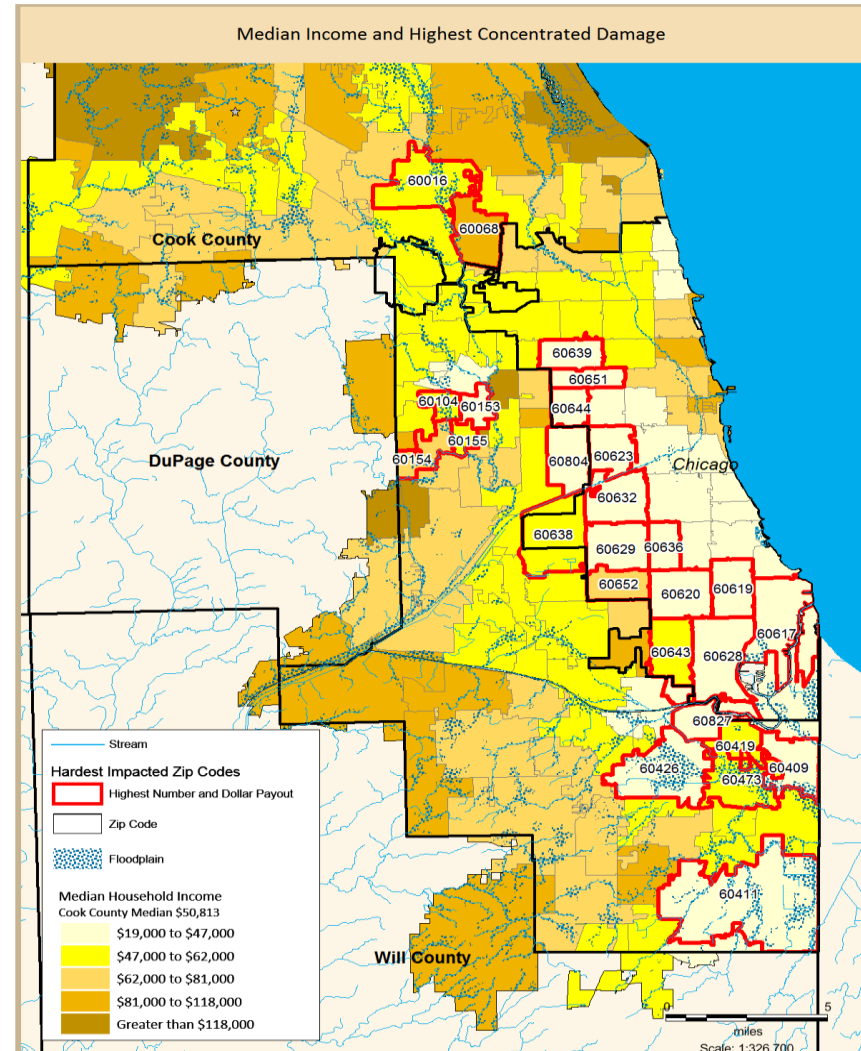 Median Income and Highest Concentrated Damage
60016
60068
Cook County
60639
60651
60104
60153
60644
60155
60154
60804
60623
Chicago
DuPage County
60632
60638
60629
60636
60652
60620
60619
60617
60643
60628
60827
60419
60426
60473
60409
60411
Will County
Stream
Hardest Impacted Zip Codes
Highest Number and Dollar Payout
Zip Code
Floodplain
Median Household Income
Cook County Median $50,813
$19,000 to $47,000
$47,000 to $62,000
$62,000 to $81,000
$81,000 to $118,000
Greater than $118,000
0 5
miles
Scale: 1:326,700